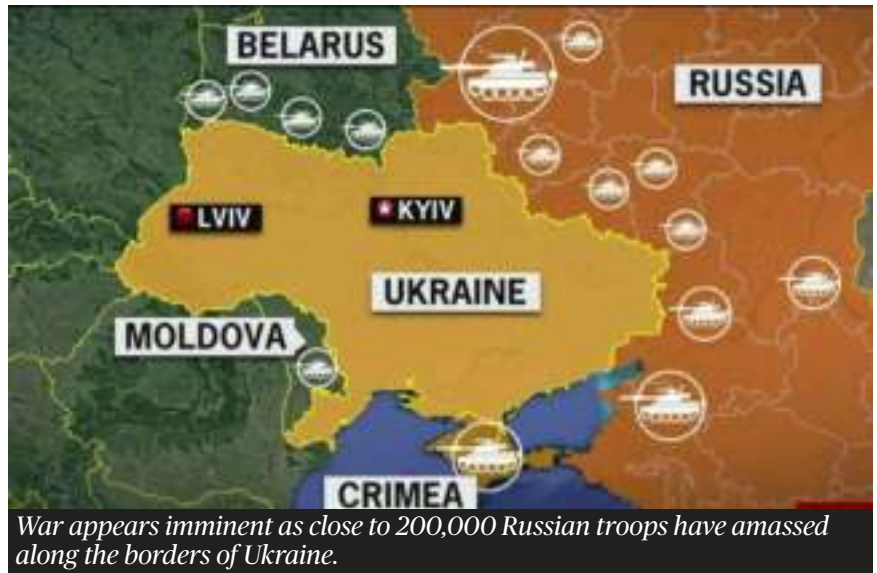 BELARUS
RUSSIA
LVIV
KYIV
UKRAINE
MOLDOVA
CRIMEA
War appears imminent as close to 200,000 Russian troops have amassed
along the borders of Ukraine.